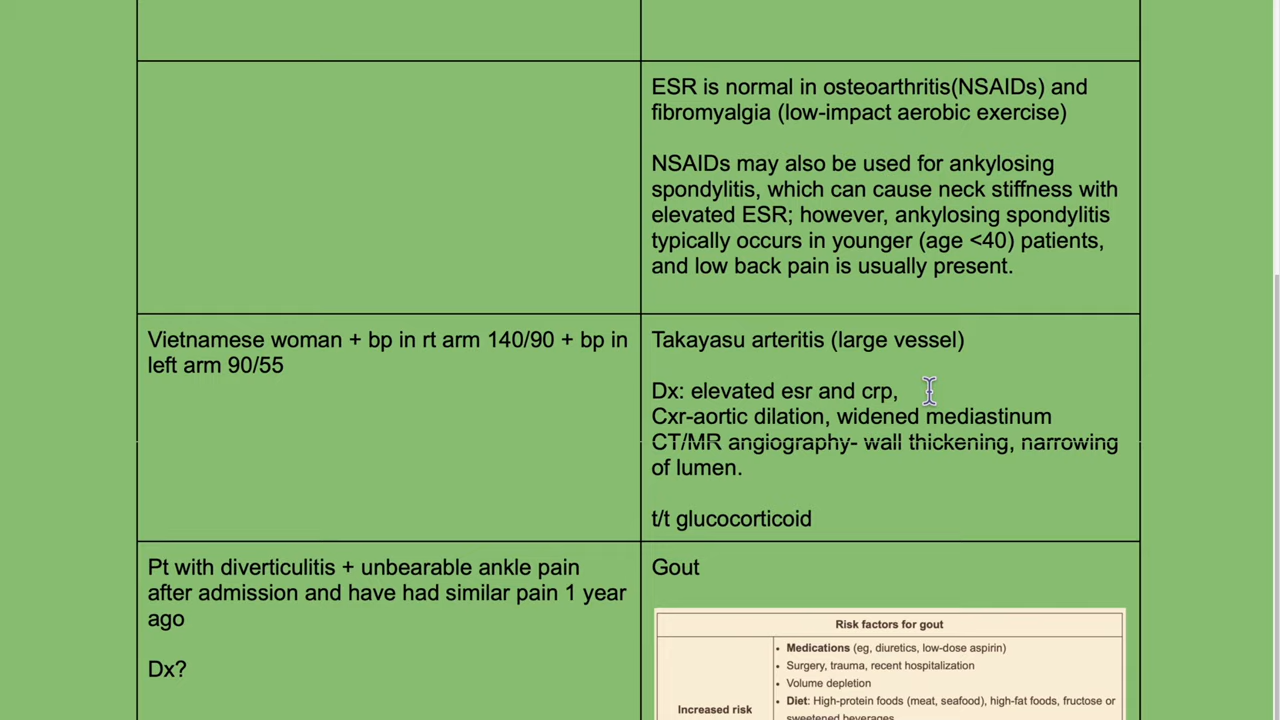 ESR is normal in osteoarthritis(NSAIDs) and
fibromyalgia (low-impact aerobic exercise)
NSAIDs may also be used for ankylosing
spondylitis, which can cause neck stiffness with
elevated ESR; however, ankylosing spondylitis
typically occurs in younger (age <40) patients,
and low back pain is usually present.
Vietnamese woman + bp in rt arm 140/90 + bp in
left arm 90/55
Takayasu arteritis (large vessel)
Dx: elevated esr and crp,
Cxr-aortic dilation, widened mediastinum
CT/MR angiography- wall thickening, narrowing
of lumen.
t/t glucocorticoid
Pt with diverticulitis + unbearable ankle pain
after admission and have had similar pain 1 year
ago
Dx?
Gout
Risk factors for gout
Increased risk
• Medications (eg, diuretics, low-dose aspirin)
• Surgery, trauma, recent hospitalization
• Volume depletion
• Diet: High-protein foods (meat, seafood), high-fat foods, fructose or
sweetened beverages